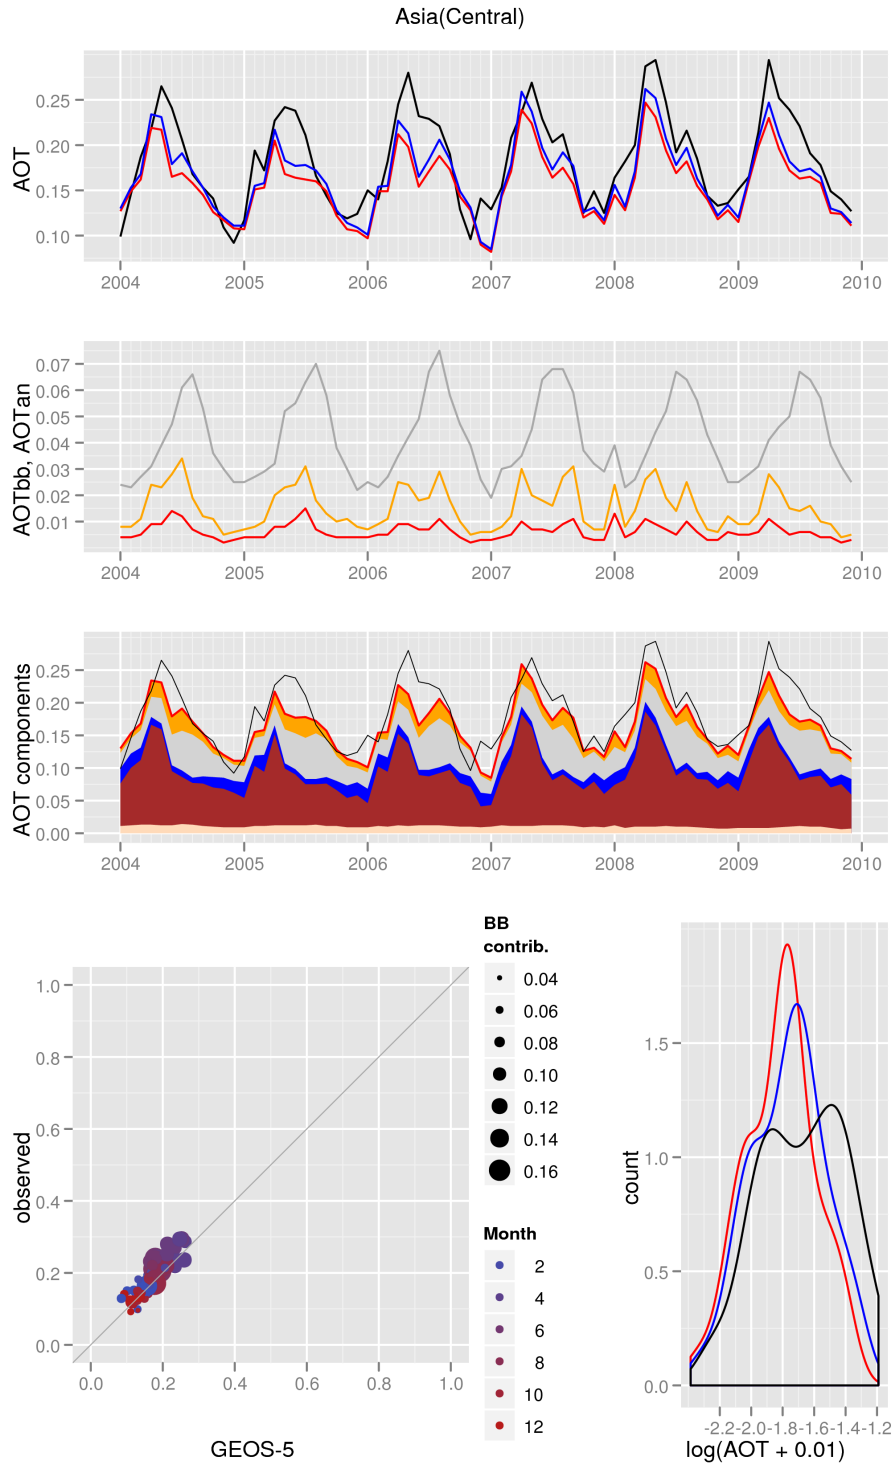 Asia(Central)
AOT
0.25
0.20
0.15
0.10
2004 2005 2006 2007 2008 2009 2010
AOTbb, AOTan
0.07
0.06
0.05
0.04
0.03
0.02
0.01
2004 2005 2006 2007 2008 2009 2010
AOT components
0.25
0.20
0.15
0.10
0.05
0.00
2004 2005 2006 2007 2008 2009 2010
observed
1.0
0.8
0.6
0.4
0.2
0.0
0.0 0.2 0.4 0.6 0.8 1.0
GEOS-5
BB
contrib.
0.04
0.06
0.08
0.10
0.12
0.14
0.16
Month
2
4
6
8
10
12
count
1.5
1.0
0.5
0.0
-2.2 -2.0 -1.8 -1.6 -1.4 -1.2
log(AOT + 0.01)